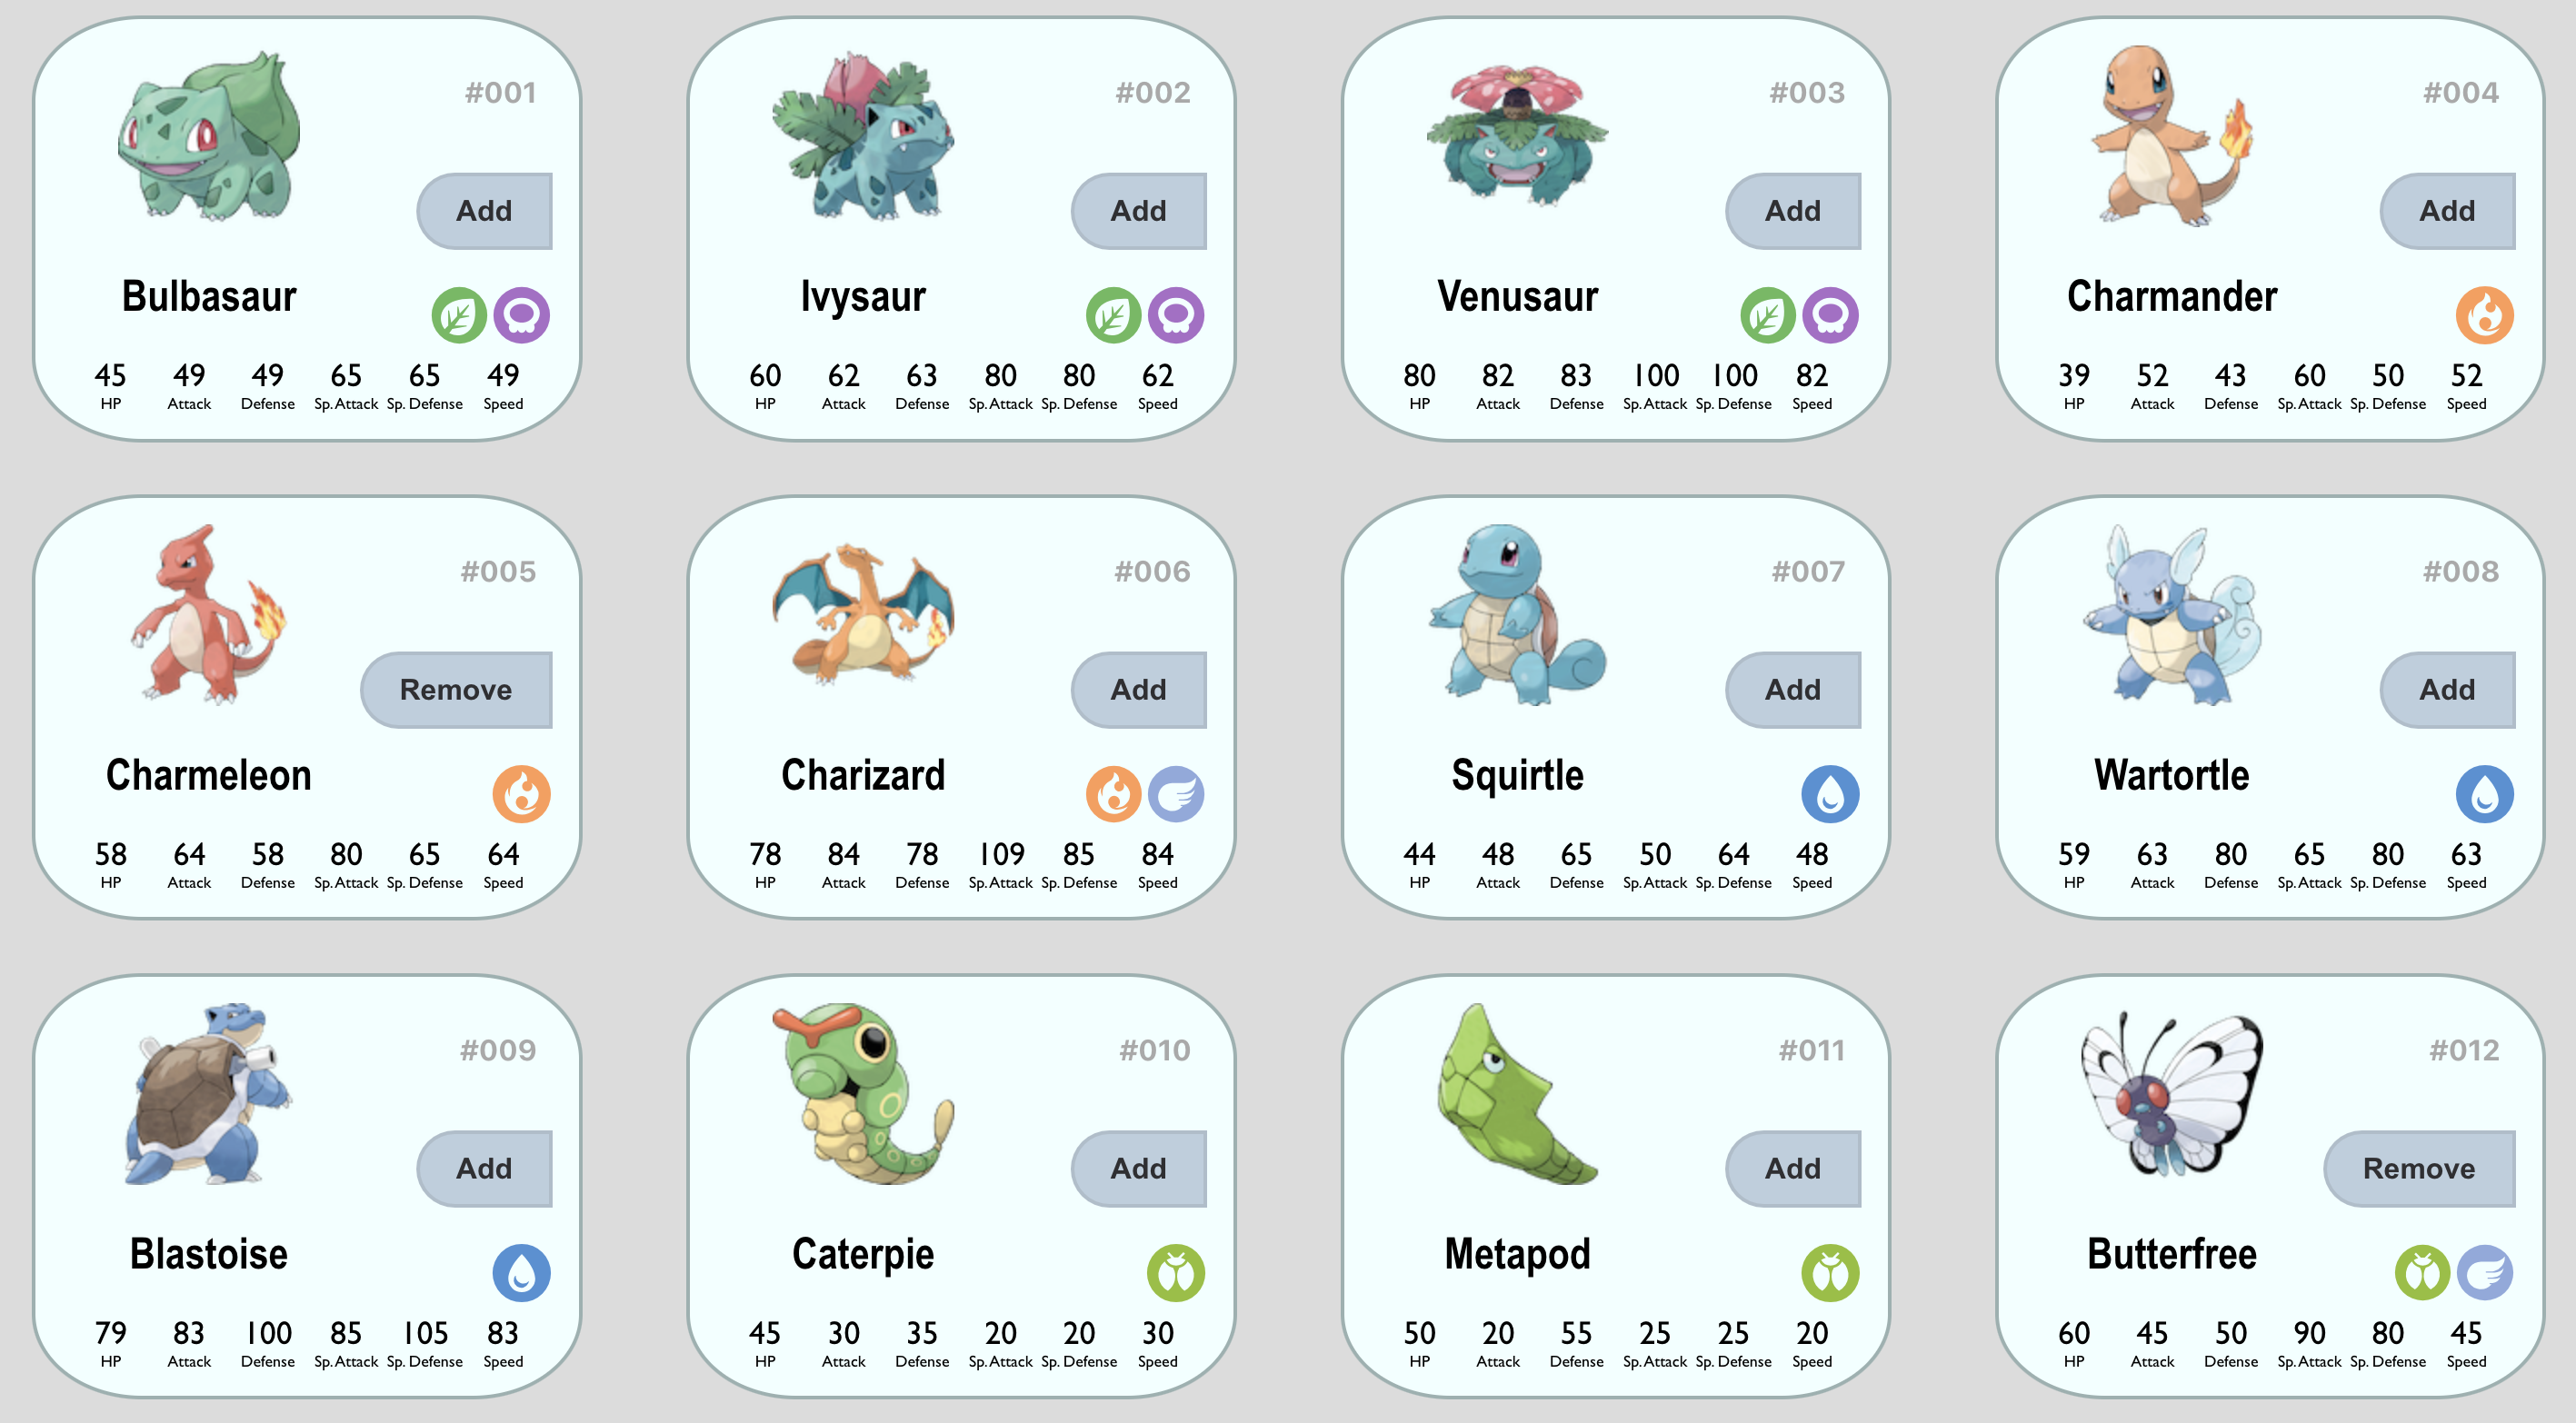 #001
Add
Bulbasaur
45 49 49 65 65 49
HP Attack Defense Sp. Attack Sp. Defense Speed
#002
Add
Ivysaur
60 62 63 80 80 62
HP Attack Defense Sp. Attack Sp. Defense Speed
#003
Add
Venusaur
80 82 83 100 100 82
HP Attack Defense Sp. Attack Sp. Defense Speed
#004
Add
Charmander
39 52 43 60 50 52
HP Attack Defense Sp. Attack Sp. Defense Speed
#005
Remove
Charmeleon
58 64 58 80 65 64
HP Attack Defense Sp. Attack Sp. Defense Speed
#006
Add
Charizard
78 84 78 109 85 84
HP Attack Defense Sp. Attack Sp. Defense Speed
#007
Add
Squirtle
44 48 65 50 64 48
HP Attack Defense Sp. Attack Sp. Defense Speed
#008
Add
Wartortle
59 63 80 65 80 63
HP Attack Defense Sp. Attack Sp. Defense Speed
#009
Add
Blastoise
79 83 100 85 105 83
HP Attack Defense Sp. Attack Sp. Defense Speed
#010
Add
Caterpie
45 30 35 20 20 30
HP Attack Defense Sp. Attack Sp. Defense Speed
#011
Add
Metapod
50 20 55 25 25 20
HP Attack Defense Sp. Attack Sp. Defense Speed
#012
Remove
Butterfree
60 45 50 90 80 45
HP Attack Defense Sp. Attack Sp. Defense Speed